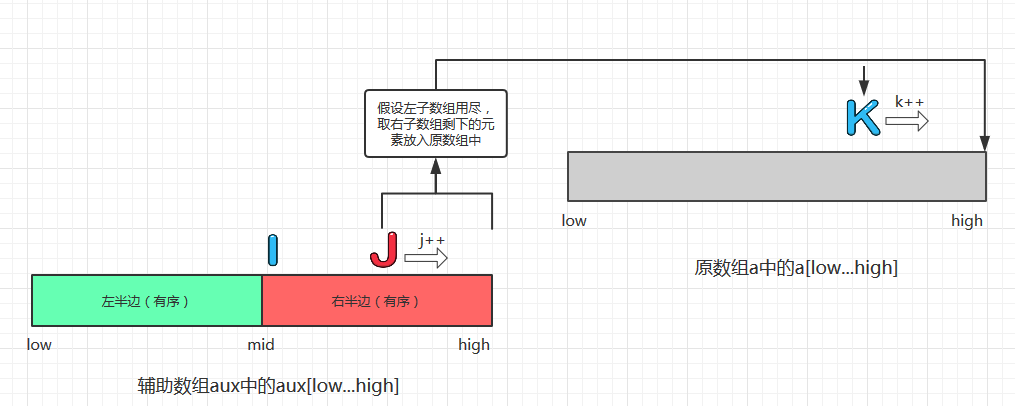 假设左子数组用尽，
取右子数组剩下的元
素放入原数组中
K
k++
low
high
原数组a中的a[low...high]
I
J
j++
左半边（有序）
右半边（有序）
low
mid
high
辅助数组aux中的aux[low...high]